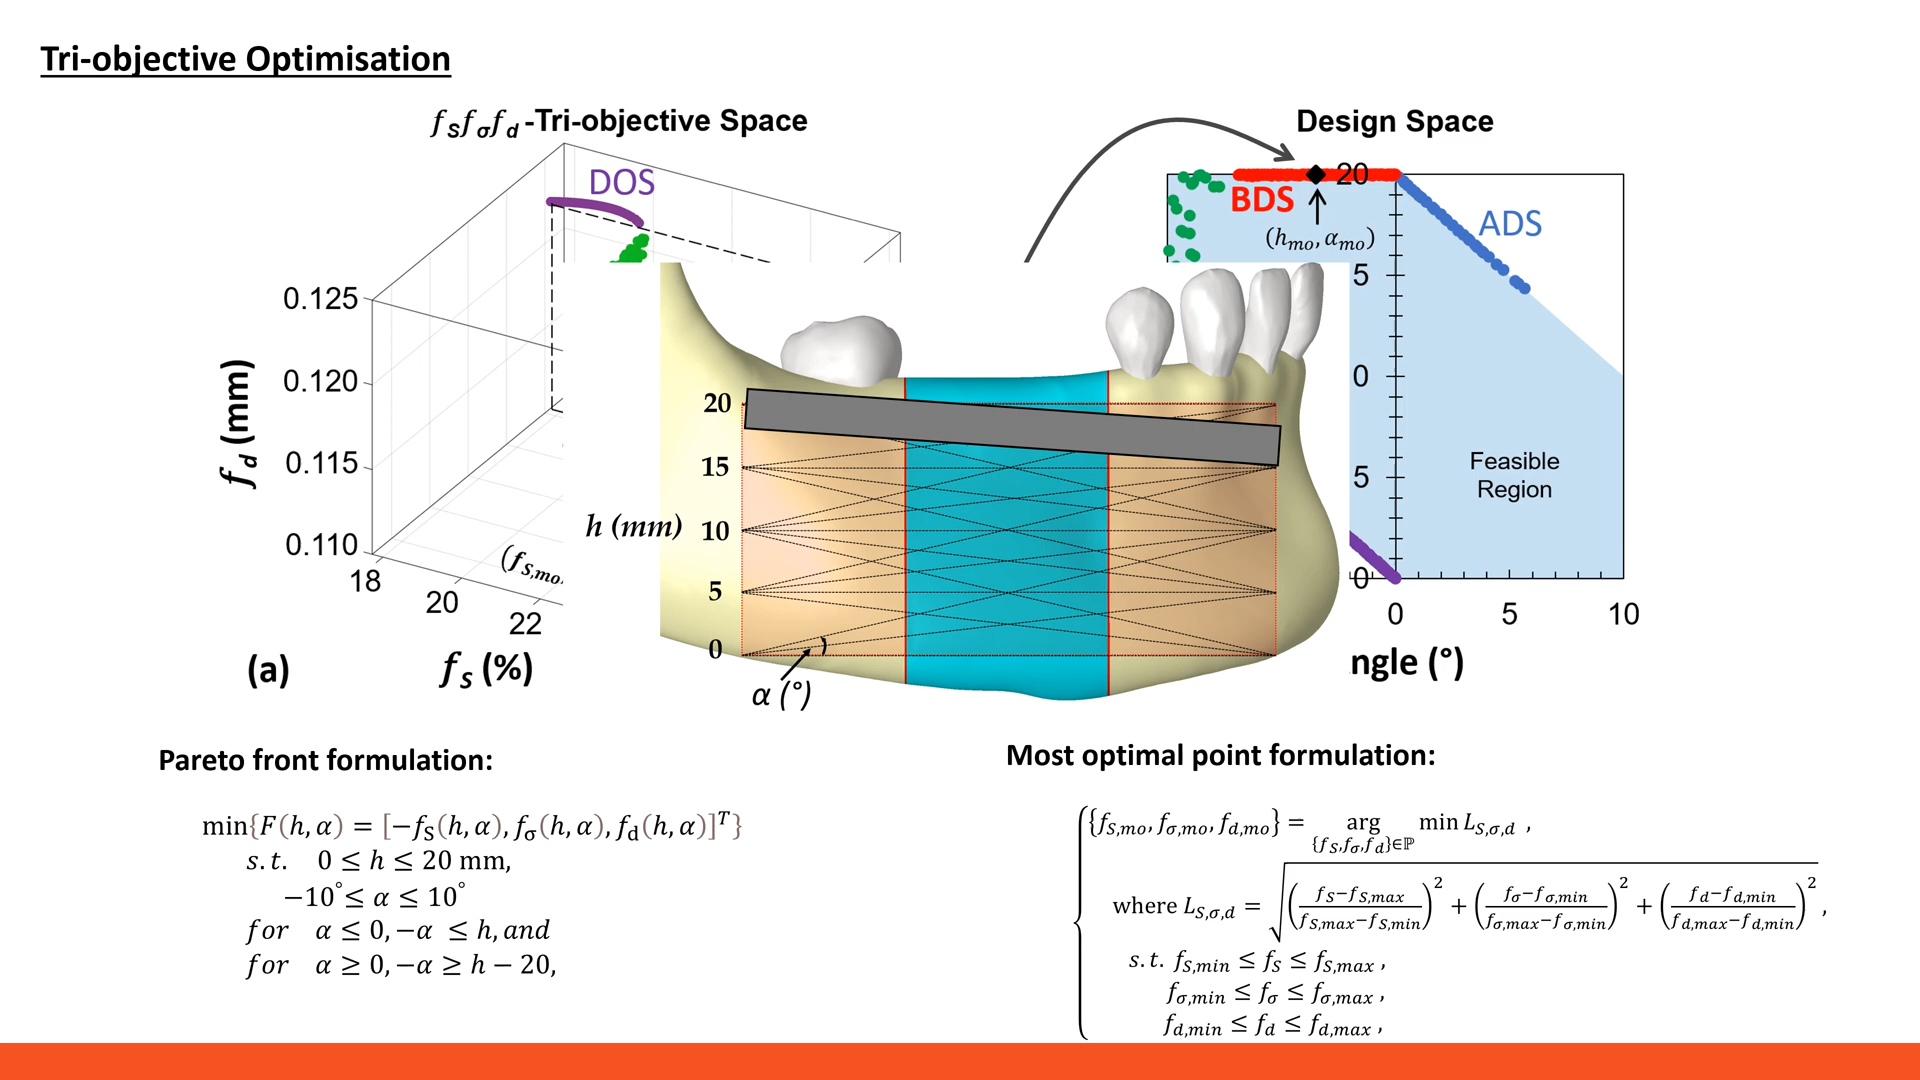 Tri-objective Optimisation
f_S f_σ f_d -Tri-objective Space
DOS
0.125
0.120
0.115
0.110
f_d (mm)
18
20
22
(f_S,mo,
(a)
f_S (%)
Design Space
20
BDS
ADS
(h_mo, α_mo)
5
0
5
0
Feasible
Region
0
5
10
ngle (°)
20
15
h (mm)
10
5
0
α (°)
Pareto front formulation:
min{F(h, α) = [−f_S(h, α), f_σ(h, α), f_d(h, α)]^T}
s.t. 0 ≤ h ≤ 20 mm,
−10° ≤ α ≤ 10°
for α ≤ 0, −α ≤ h, and
for α ≥ 0, −α ≥ h − 20,
Most optimal point formulation:
{f_S,mo, f_σ,mo, f_d,mo} = arg min L_S,σ,d ,
{f_S,f_σ,f_d}∈ℙ
where L_S,σ,d = √((f_S−f_S,max)/(f_S,max−f_S,min))² + ((f_σ−f_σ,min)/(f_σ,max−f_σ,min))² + ((f_d−f_d,min)/(f_d,max−f_d,min))² ,
s.t. f_S,min ≤ f_S ≤ f_S,max ,
f_σ,min ≤ f_σ ≤ f_σ,max ,
f_d,min ≤ f_d ≤ f_d,max ,